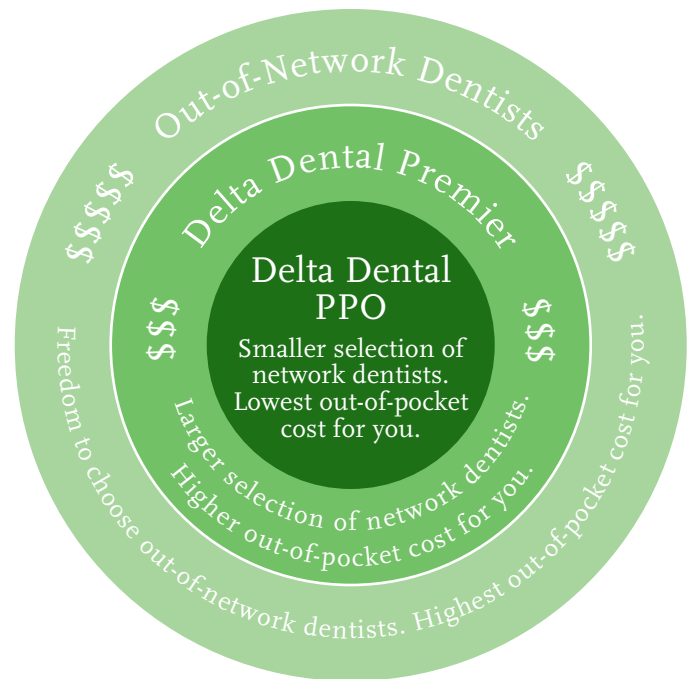 Out-of-Network Dentists
$$$$$
$$$$$
Freedom to choose out-of-network dentists. Highest out-of-pocket cost for you.
Delta Dental Premier
$$$
$$$
Larger selection of network dentists.
Higher out-of-pocket cost for you.
Delta Dental
PPO
Smaller selection of
network dentists.
Lowest out-of-pocket
cost for you.